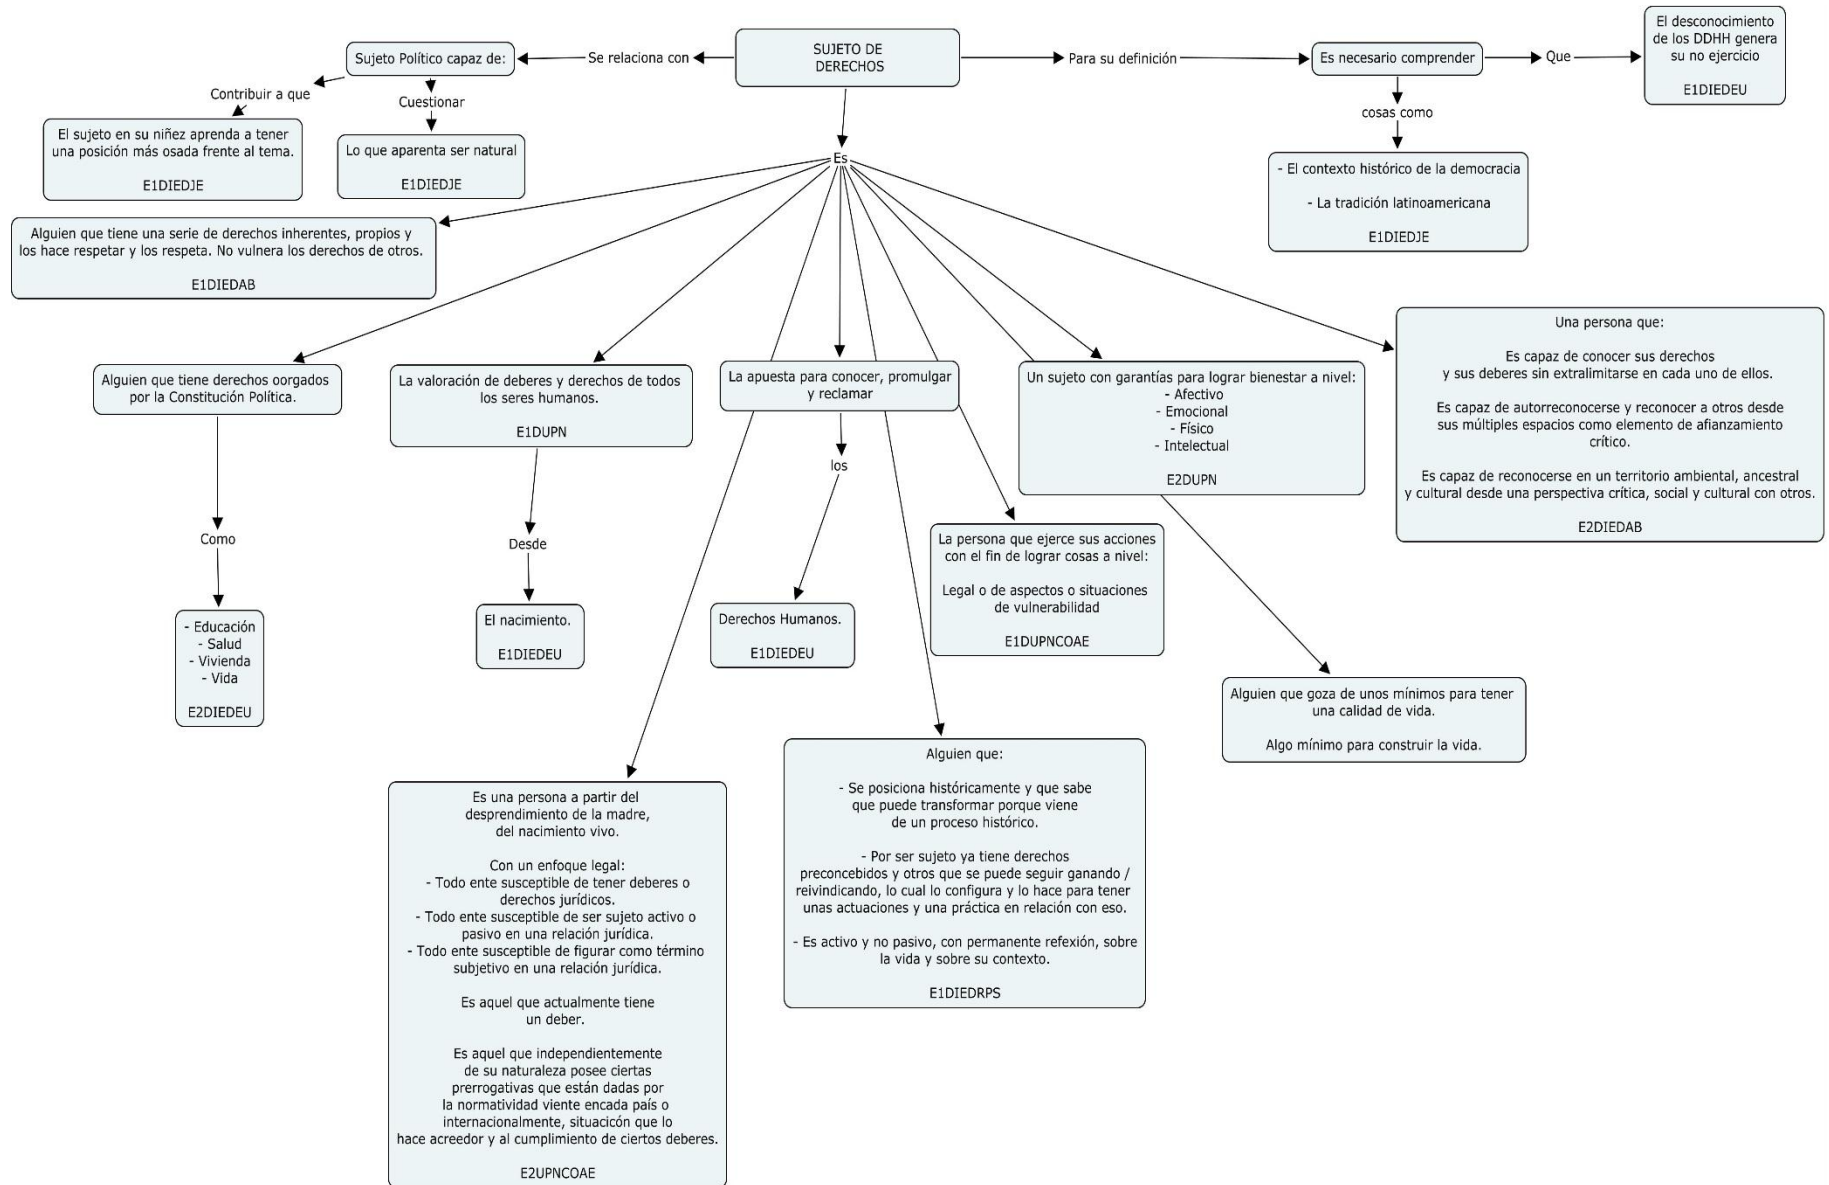 SUJETO DE
DERECHOS
Se relaciona con
Sujeto Político capaz de:
Contribuir a que
El sujeto en su niñez aprenda a tener
una posición más osada frente al tema.
E1DIEDJE
Cuestionar
Lo que aparenta ser natural
E1DIEDJE
Para su definición
Es necesario comprender
Que
El desconocimiento
de los DDHH genera
su no ejercicio
E1DIEDEU
cosas como
- El contexto histórico de la democracia
- La tradición latinoamericana
E1DIEDJE
Es
Alguien que tiene una serie de derechos inherentes, propios y
los hace respetar y los respeta. No vulnera los derechos de otros.
E1DIEDAB
Alguien que tiene derechos oorgados
por la Constitución Política.
Como
- Educación
- Salud
- Vivienda
- Vida
E2DIEDEU
La valoración de deberes y derechos de todos
los seres humanos.
E1DUPN
Desde
El nacimiento.
E1DIEDEU
La apuesta para conocer, promulgar
y reclamar
los
Derechos Humanos.
E1DIEDEU
Un sujeto con garantías para lograr bienestar a nivel:
- Afectivo
- Emocional
- Físico
- Intelectual
E2DUPN
Una persona que:
Es capaz de conocer sus derechos
y sus deberes sin extralimitarse en cada uno de ellos.
Es capaz de autorreconocerse y reconocer a otros desde
sus múltiples espacios como elemento de afianzamiento
crítico.
Es capaz de reconocerse en un territorio ambiental, ancestral
y cultural desde una perspectiva crítica, social y cultural con otros.
E2DIEDAB
La persona que ejerce sus acciones
con el fin de lograr cosas a nivel:
Legal o de aspectos o situaciones
de vulnerabilidad
E1DUPNCOAE
Alguien que goza de unos mínimos para tener
una calidad de vida.
Algo mínimo para construir la vida.
Es una persona a partir del
desprendimiento de la madre,
del nacimiento vivo.
Con un enfoque legal:
- Todo ente susceptible de tener deberes o
derechos jurídicos.
- Todo ente susceptible de ser sujeto activo o
pasivo en una relación jurídica.
- Todo ente susceptible de figurar como término
subjetivo en una relación jurídica.
Es aquel que actualmente tiene
un deber.
Es aquel que independientemente
de su naturaleza posee ciertas
prerrogativas que están dadas por
la normatividad viente encada país o
internacionalmente, situacicón que lo
hace acreedor y al cumplimiento de ciertos deberes.
E2UPNCOAE
Alguien que:
- Se posiciona históricamente y que sabe
que puede transformar porque viene
de un proceso histórico.
- Por ser sujeto ya tiene derechos
preconcebidos y otros que se puede seguir ganando /
reivindicando, lo cual lo configura y lo hace para tener
unas actuaciones y una práctica en relación con eso.
- Es activo y no pasivo, con permanente refexión, sobre
la vida y sobre su contexto.
E1DIEDRPS